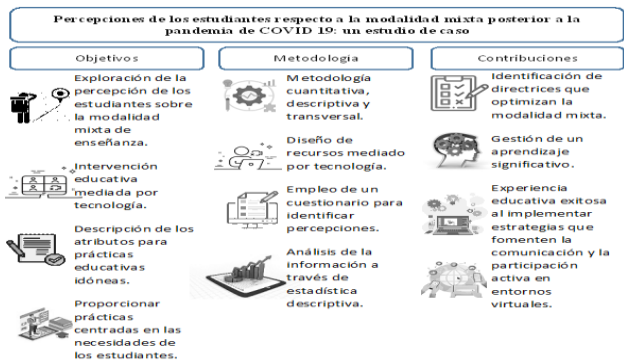 Percepciones de los estudiantes respecto a la modalidad mixta posterior a la
pandemia de COVID 19: un estudio de caso
Objetivos
Exploración de la
percepción de los
estudiantes sobre
la modalidad
mixta de
enseñanza.
Intervención
educativa
mediada por
tecnología.
Descripción de los
atributos para
prácticas
educativas
idóneas.
Proporcionar
prácticas
centradas en las
necesidades de
los estudiantes.
Metodología
Metodología
cuantitativa,
descriptiva y
transversal.
Diseño de
recursos mediado
por tecnología.
Empleo de un
cuestionario para
identificar
percepciones.
Análisis de la
información a
través de
estadística
descriptiva.
Contribuciones
Identificación de
directrices que
optimizan la
modalidad mixta.
Gestión de un
aprendizaje
significativo.
Experiencia
educativa exitosa
al implementar
estrategias que
fomenten la
comunicación y la
participación
activa en
entornos
virtuales.